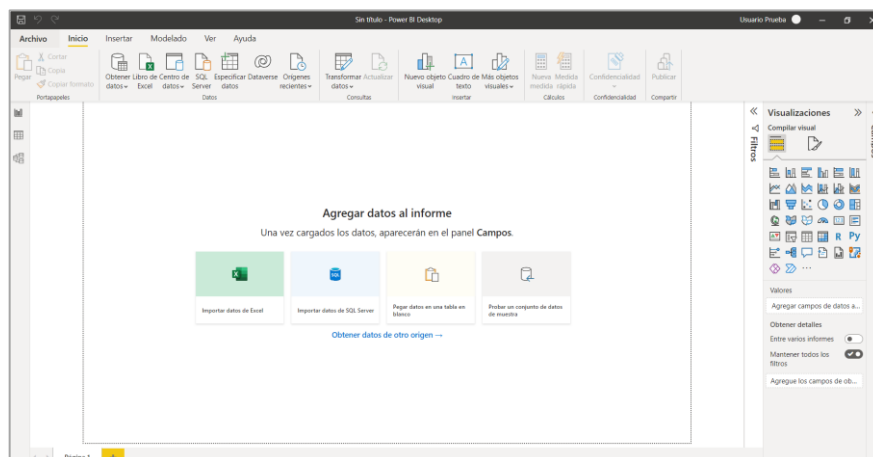 Sin título - Power BI Desktop
Usuario Prueba
Archivo Inicio Insertar Modelado Ver Ayuda
Pegar
Cortar
Copia
Copiar formato
Portapapeles
Obtener datos
Libro de Excel
Centro de datos
SQL Server
Especificar datos
Dataverse
Orígenes recientes
Datos
Transformar datos
Actualizar
Consultas
Nuevo objeto visual
Cuadro de texto
Más objetos visuales
Insertar
Nueva medida
Medida rápida
Cálculos
Confidencialidad
Confidencialidad
Publicar
Compartir
Agregar datos al informe
Una vez cargados los datos, aparecerán en el panel Campos.
Importar datos de Excel
SQL
Importar datos de SQL Server
Pegar datos en una tabla en
blanco
Probar un conjunto de datos
de muestra
Obtener datos de otro origen →
Filtros
Visualizaciones
Compilar visual
R Py
Valores
Agregar campos de datos a...
Obtener detalles
Entre varios informes
Mantener todos los
filtros
Agregue los campos de ob...
Página 1